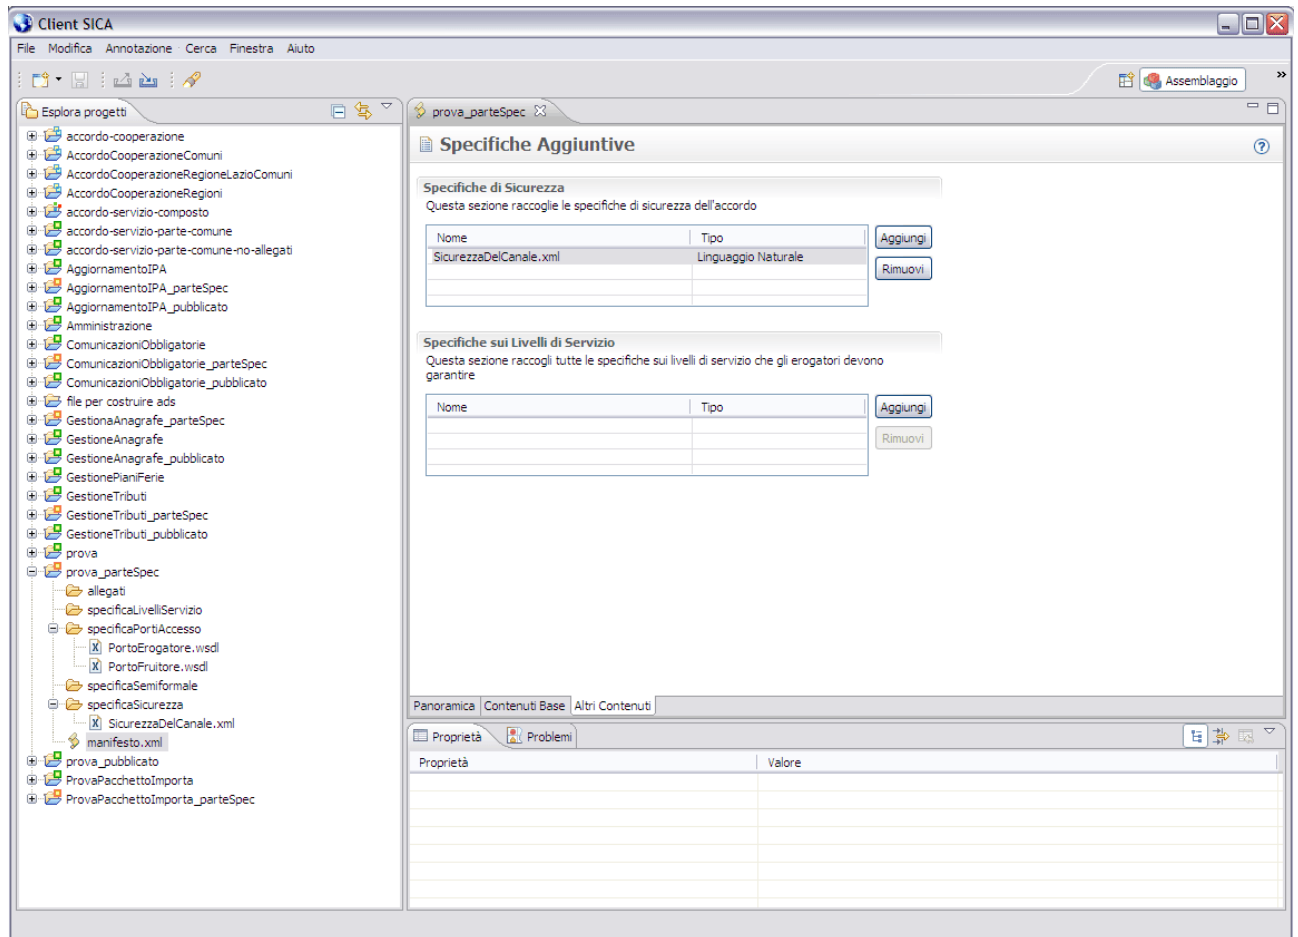 Client SICA
File Modifica Annotazione Cerca Finestra Aiuto
Assemblaggio
»
Esplora progetti
accordo-cooperazione
AccordoCooperazioneComuni
AccordoCooperazioneRegioneLazioComuni
AccordoCooperazioneRegioni
accordo-servizio-composto
accordo-servizio-parte-comune
accordo-servizio-parte-comune-no-allegati
AggiornamentoIPA
AggiornamentoIPA_parteSpec
AggiornamentoIPA_pubblicato
Amministrazione
ComunicazioniObbligatorie
ComunicazioniObbligatorie_parteSpec
ComunicazioniObbligatorie_pubblicato
file per costruire ads
GestionaAnagrafe_parteSpec
GestioneAnagrafe
GestioneAnagrafe_pubblicato
GestionePianiFerie
GestioneTributi
GestioneTributi_parteSpec
GestioneTributi_pubblicato
prova
prova_parteSpec
allegati
specificaLivelliServizio
specificaPortiAccesso
PortoErogatore.wsdl
PortoFruitore.wsdl
specificaSemiformale
specificaSicurezza
SicurezzaDelCanale.xml
manifesto.xml
prova_pubblicato
ProvaPacchettoImporta
ProvaPacchettoImporta_parteSpec
prova_parteSpec
Specifiche Aggiuntive
Specifiche di Sicurezza
Questa sezione raccoglie le specifiche di sicurezza dell'accordo
Nome Tipo
SicurezzaDelCanale.xml Linguaggio Naturale
Aggiungi
Rimuovi
Specifiche sui Livelli di Servizio
Questa sezione raccogli tutte le specifiche sui livelli di servizio che gli erogatori devono
garantire
Nome Tipo
Aggiungi
Rimuovi
Panoramica Contenuti Base Altri Contenuti
Proprietà Problemi
Proprietà Valore